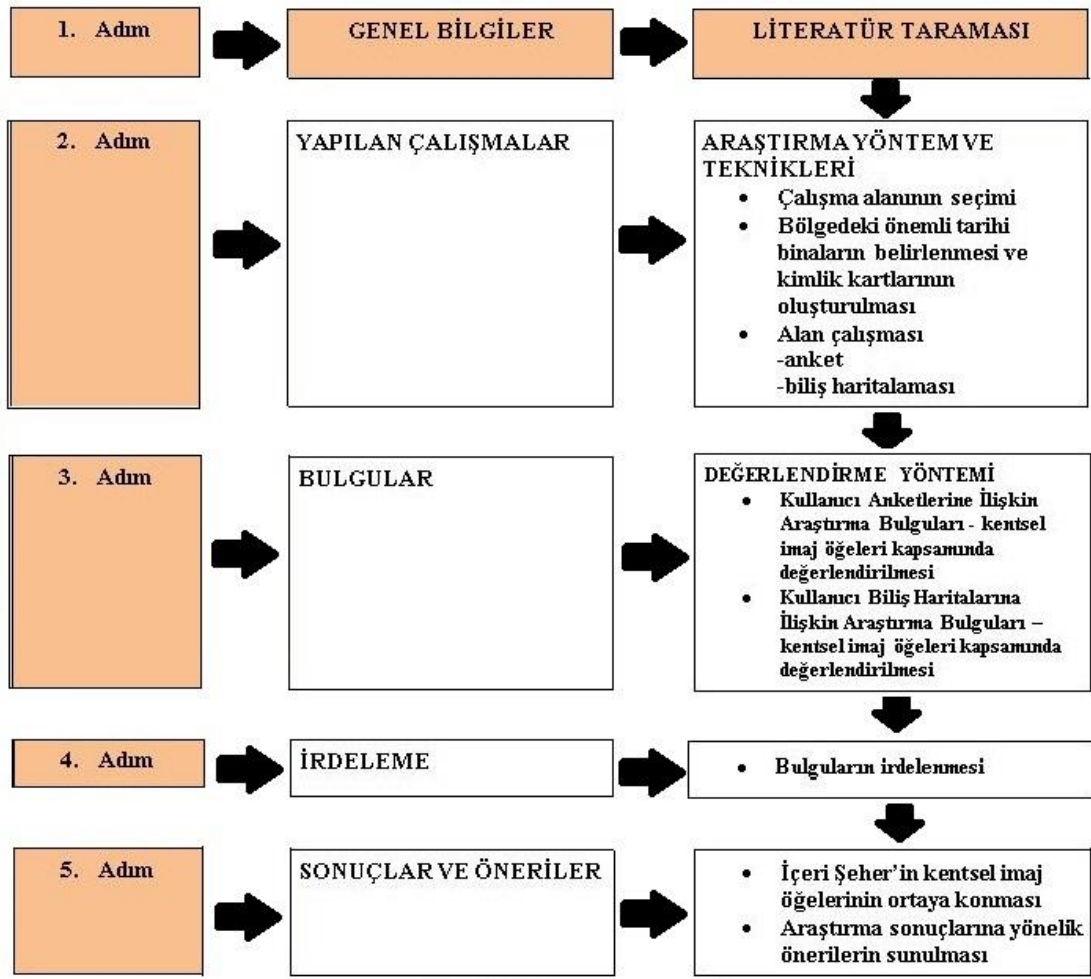 1. Adım
GENEL BİLGİLER
LİTERATÜR TARAMASI
2. Adım
YAPILAN ÇALIŞMALAR
ARAŞTIRMA YÖNTEM VE
TEKNİKLERİ
• Çalışma alanının seçimi
• Bölgedeki önemli tarihi
binaların belirlenmesi ve
kimlik kartlarının
oluşturulması
• Alan çalışması
-anket
-biliş haritalaması
3. Adım
BULGULAR
DEĞERLENDİRME YÖNTEMİ
• Kullanıcı Anketlerine İlişkin
Araştırma Bulguları - kentsel
imaj öğeleri kapsamında
değerlendirilmesi
• Kullanıcı Biliş Haritalarına
İlişkin Araştırma Bulguları –
kentsel imaj öğeleri kapsamında
değerlendirilmesi
4. Adım
İRDELEME
• Bulguların irdelenmesi
5. Adım
SONUÇLAR VE ÖNERİLER
• İçeri Şeher’in kentsel imaj
öğelerinin ortaya konması
• Araştırma sonuçlarına yönelik
önerilerin sunulması